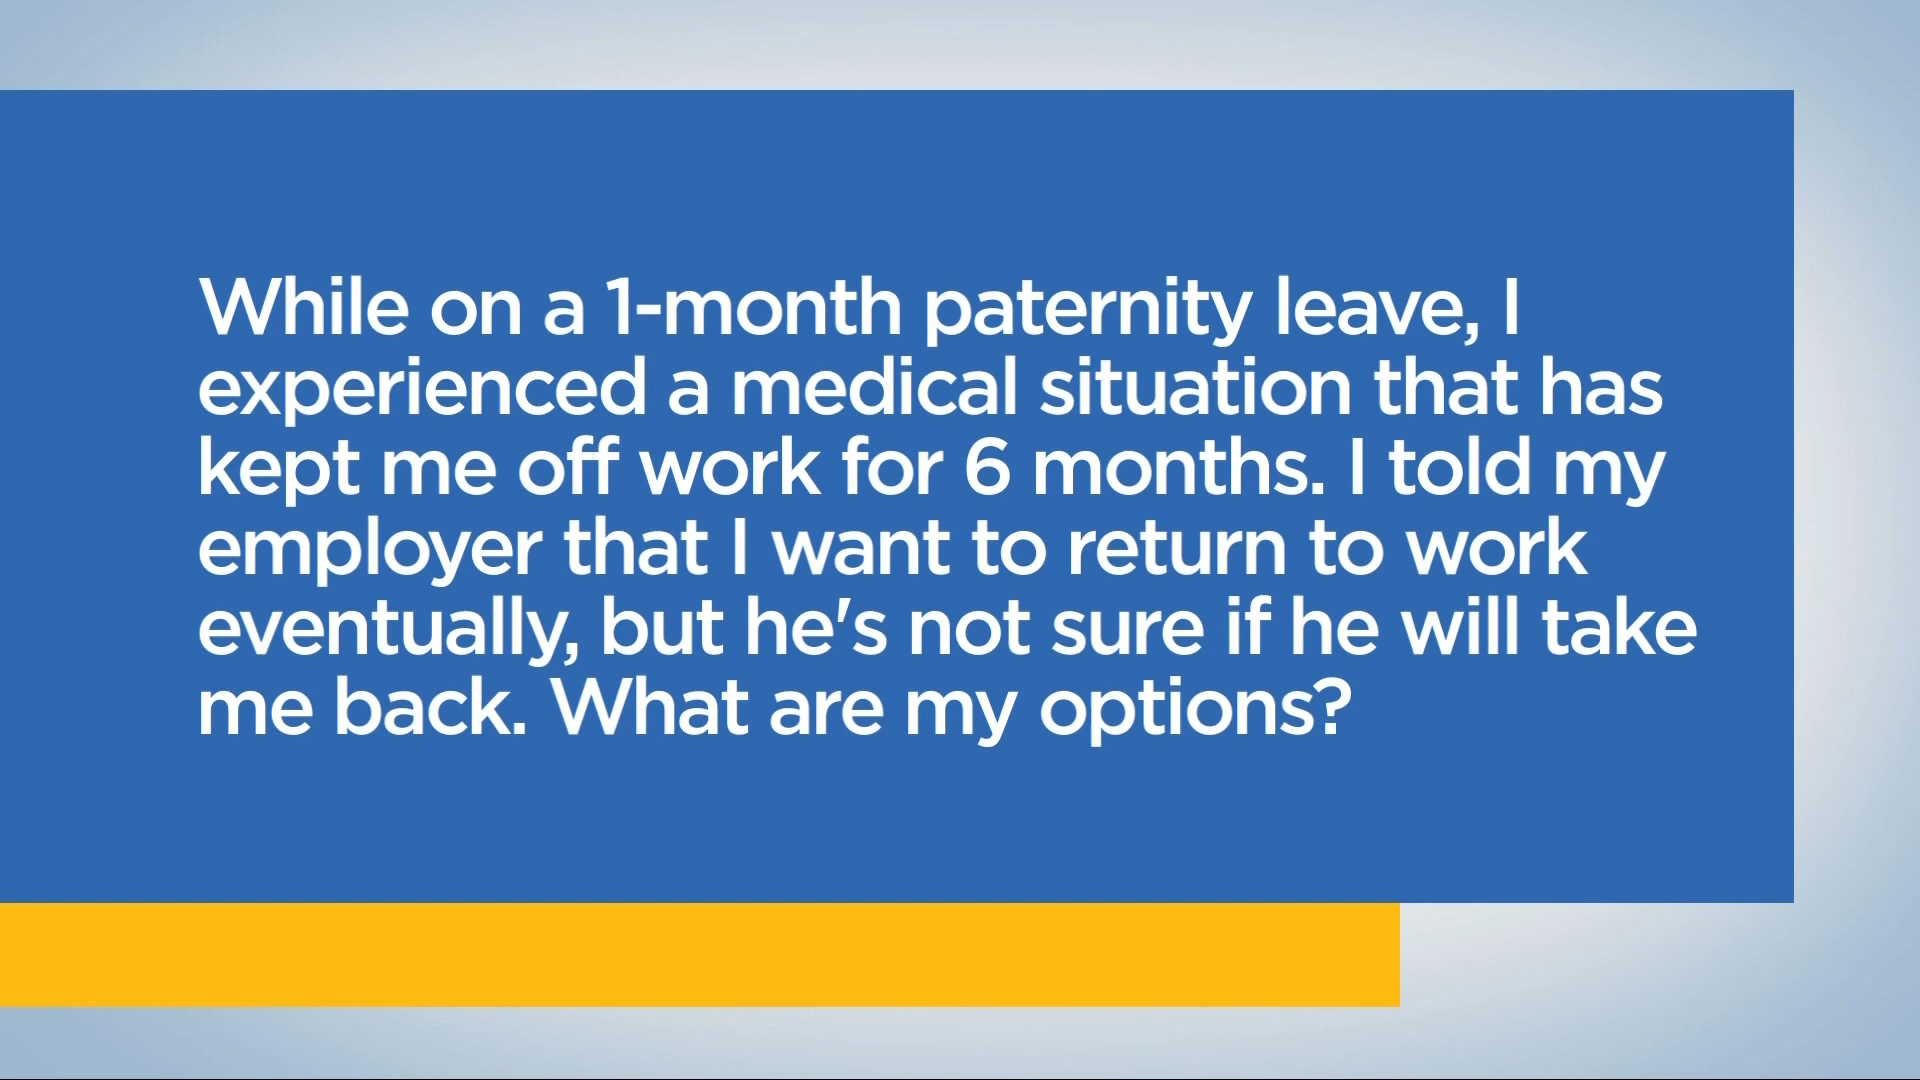 While on a 1-month paternity leave, I
experienced a medical situation that has
kept me off work for 6 months. I told my
employer that I want to return to work
eventually, but he's not sure if he will take
me back. What are my options?